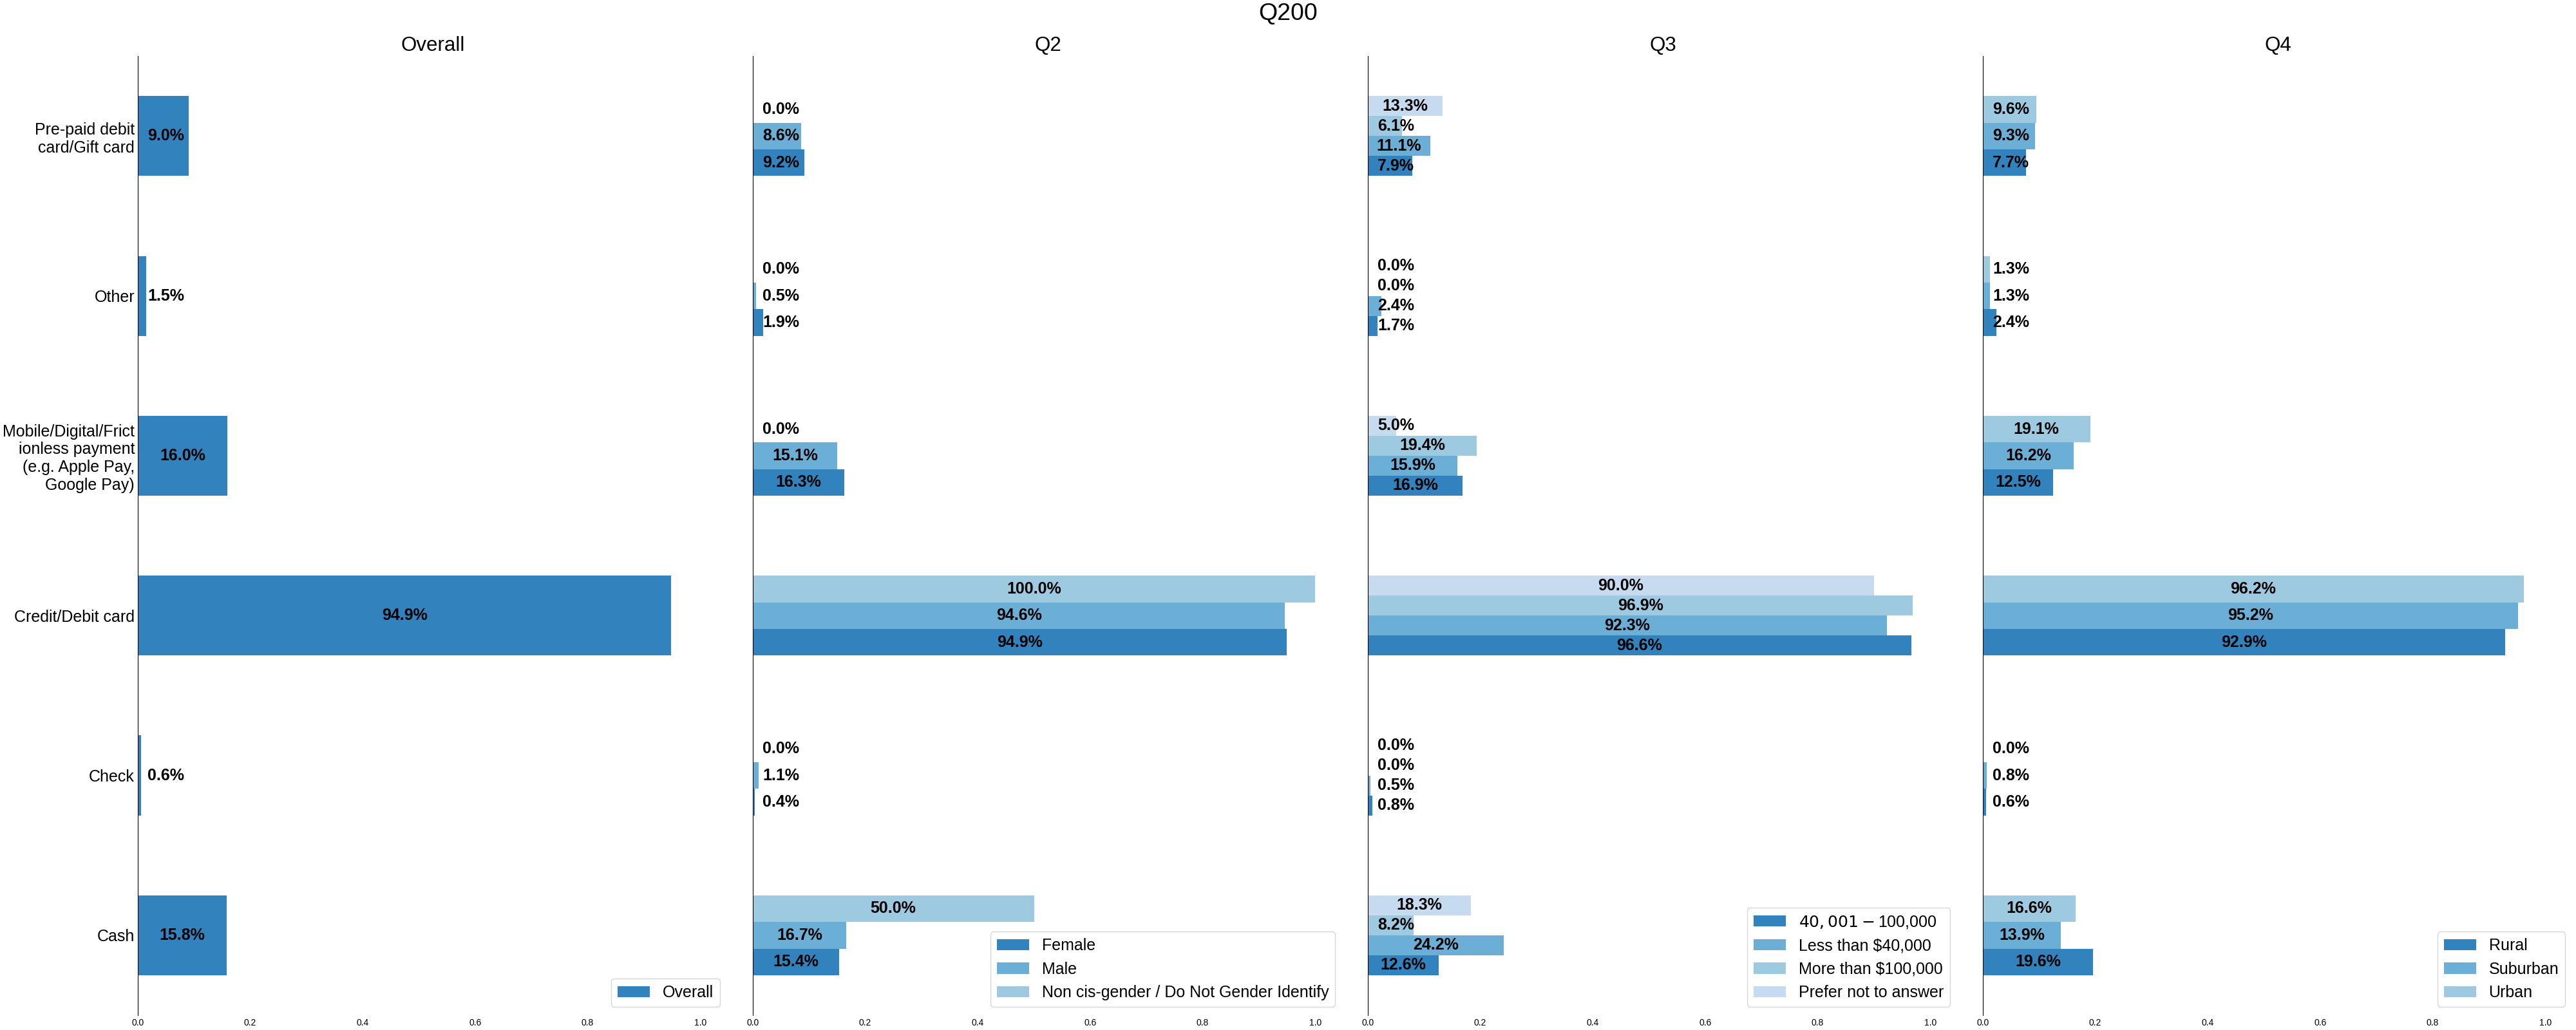 Q200
Overall
Q2
Q3
Q4
Pre-paid debit
card/Gift card
9.0%
0.0%
8.6%
9.2%
13.3%
6.1%
11.1%
7.9%
9.6%
9.3%
7.7%
Other
1.5%
0.0%
0.5%
1.9%
0.0%
0.0%
2.4%
1.7%
1.3%
1.3%
2.4%
Mobile/Digital/Frict
ionless payment
(e.g. Apple Pay,
Google Pay)
16.0%
0.0%
15.1%
16.3%
5.0%
19.4%
15.9%
16.9%
19.1%
16.2%
12.5%
Credit/Debit card
94.9%
100.0%
94.6%
94.9%
90.0%
96.9%
92.3%
96.6%
96.2%
95.2%
92.9%
Check
0.6%
0.0%
1.1%
0.4%
0.0%
0.0%
0.5%
0.8%
0.0%
0.8%
0.6%
Cash
15.8%
50.0%
16.7%
15.4%
18.3%
8.2%
24.2%
12.6%
16.6%
13.9%
19.6%
Overall
Female
Male
Non cis-gender / Do Not Gender Identify
40,001 − 100,000
Less than $40,000
More than $100,000
Prefer not to answer
Rural
Suburban
Urban
0.0 0.2 0.4 0.6 0.8 1.0
0.0 0.2 0.4 0.6 0.8 1.0
0.0 0.2 0.4 0.6 0.8 1.0
0.0 0.2 0.4 0.6 0.8 1.0